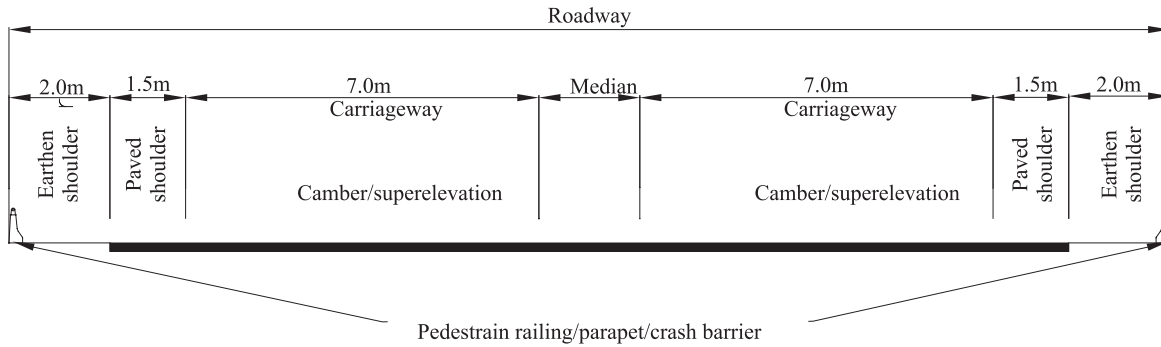 Roadway
2.0m
1.5m
7.0m
Median
7.0m
1.5m
2.0m
Carriageway
Carriageway
Earthen
shoulder
r
Paved
shoulder
Camber/superelevation
Camber/superelevation
Paved
shoulder
Earthen
shoulder
Pedestrain railing/parapet/crash barrier